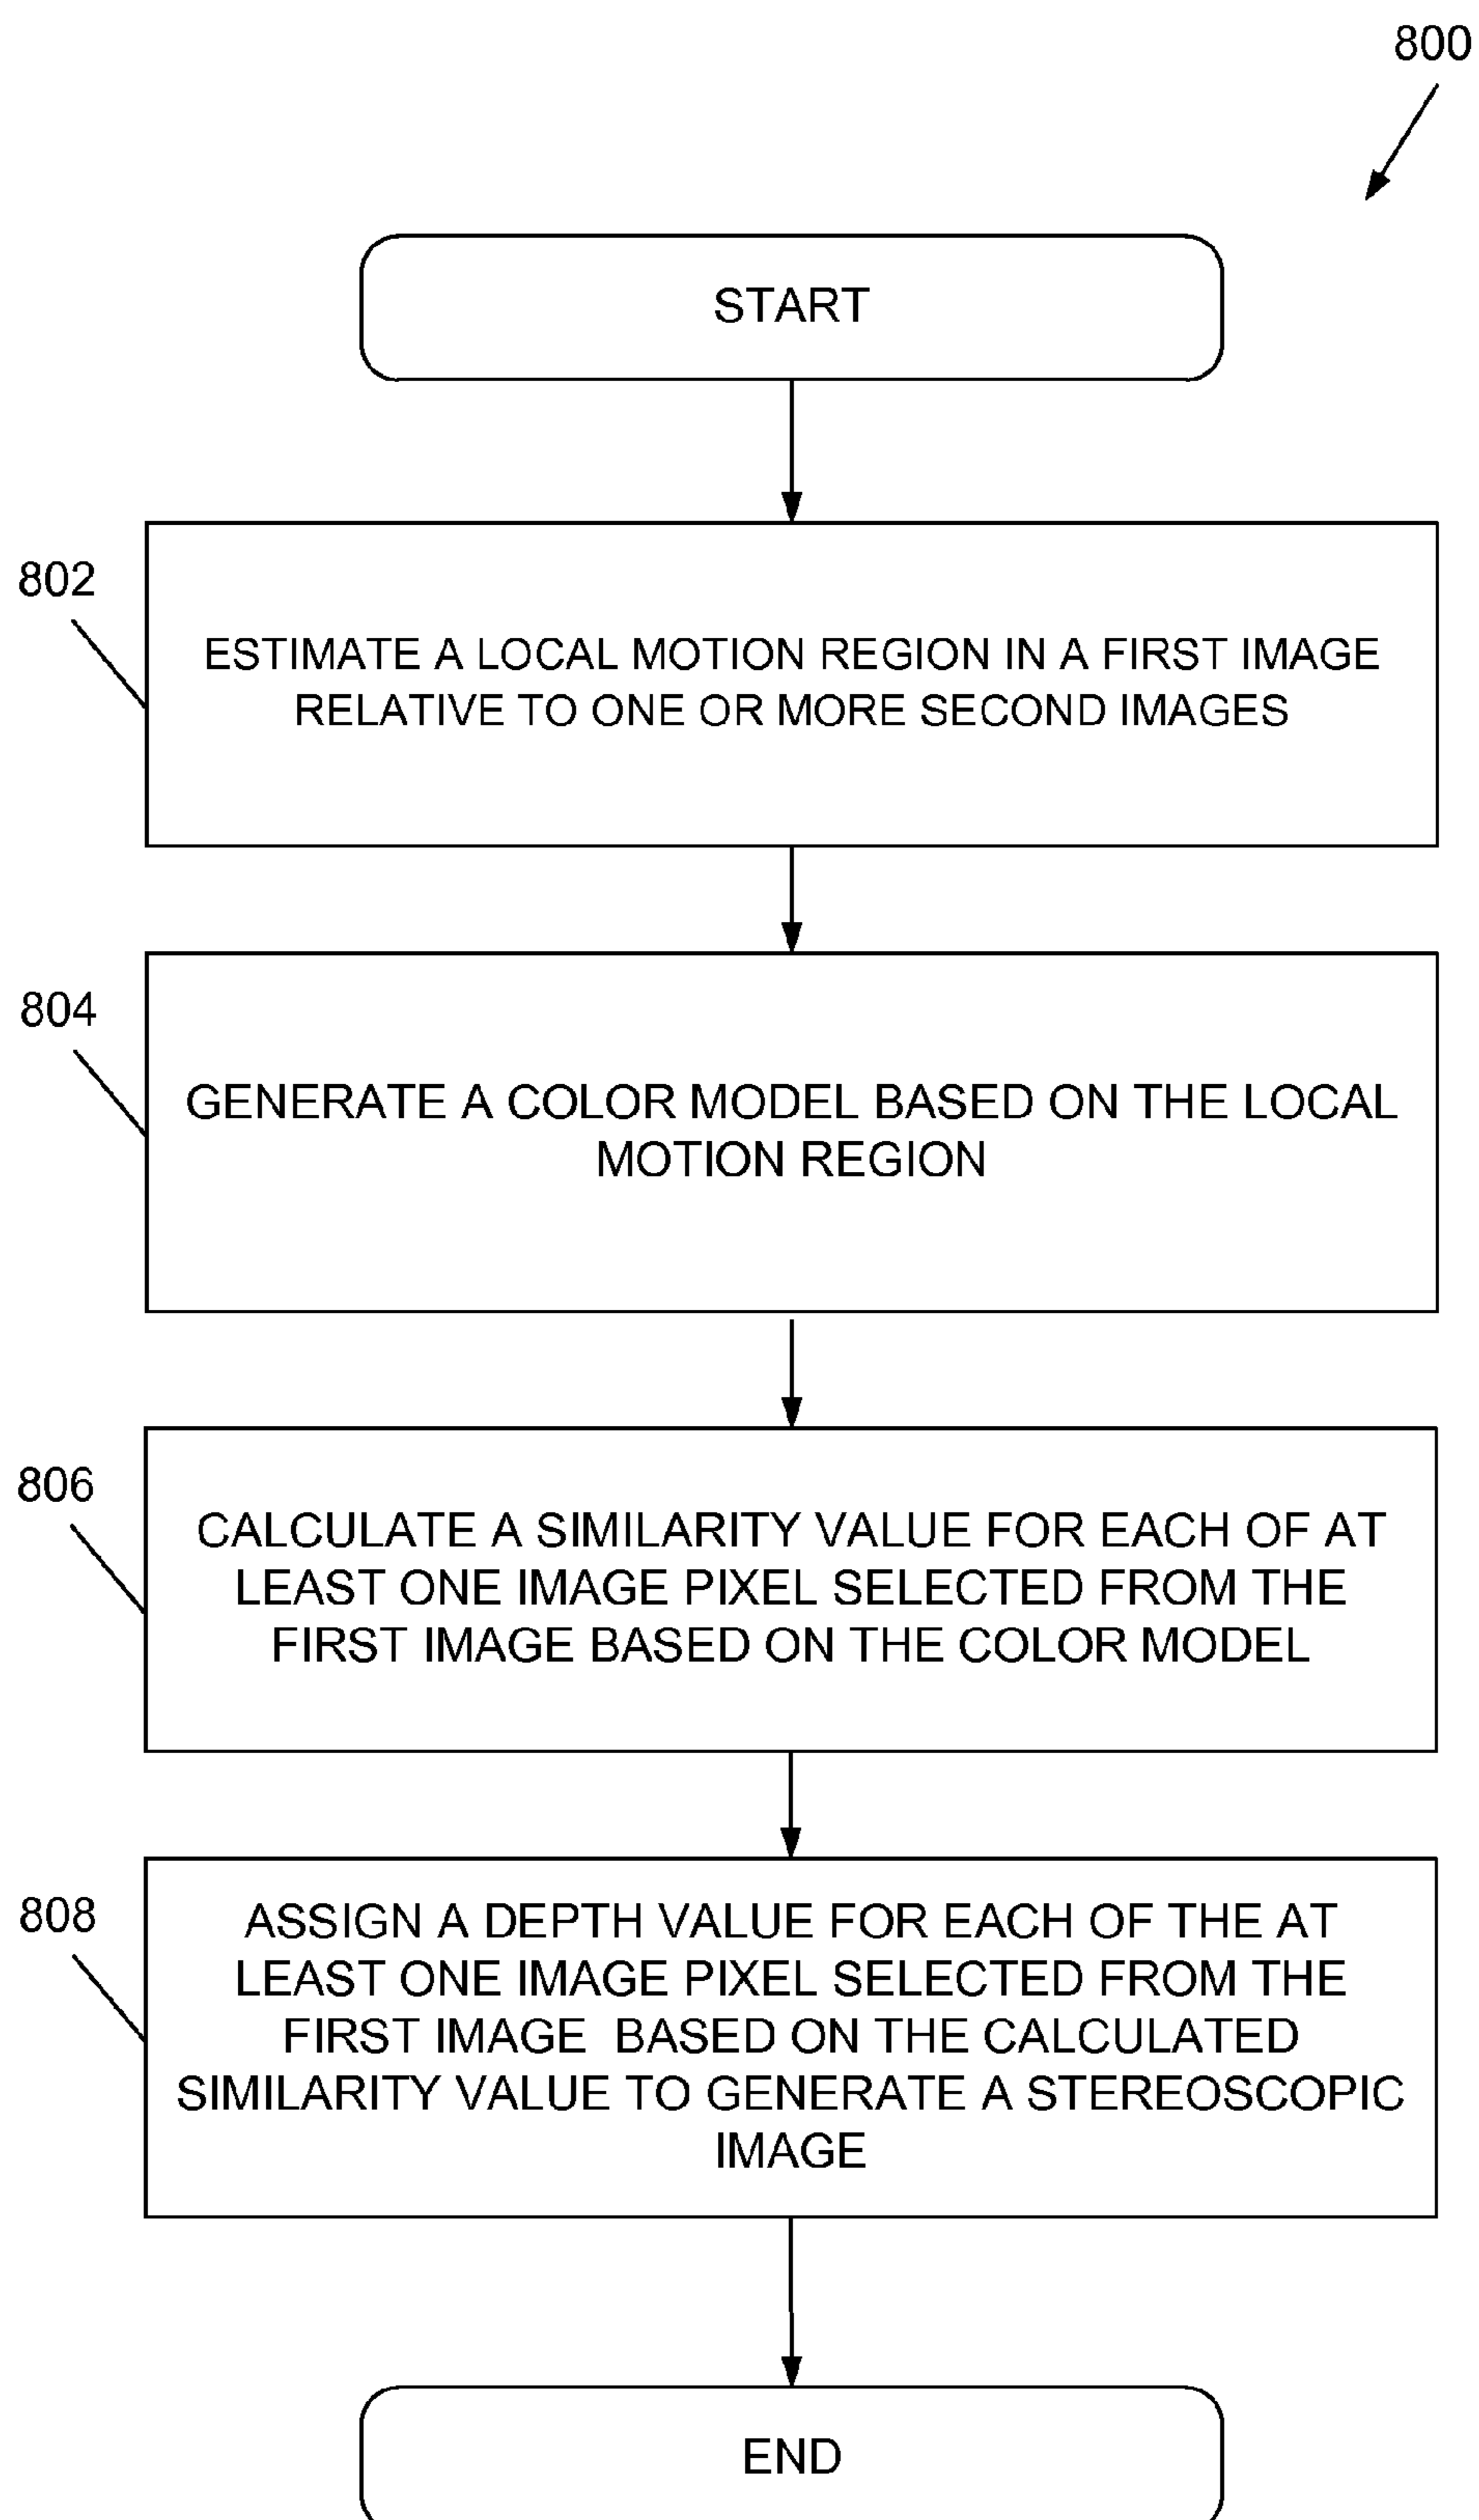 800
START
802
ESTIMATE A LOCAL MOTION REGION IN A FIRST IMAGE
RELATIVE TO ONE OR MORE SECOND IMAGES
804
GENERATE A COLOR MODEL BASED ON THE LOCAL
MOTION REGION
806
CALCULATE A SIMILARITY VALUE FOR EACH OF AT
LEAST ONE IMAGE PIXEL SELECTED FROM THE
FIRST IMAGE BASED ON THE COLOR MODEL
808
ASSIGN A DEPTH VALUE FOR EACH OF THE AT
LEAST ONE IMAGE PIXEL SELECTED FROM THE
FIRST IMAGE BASED ON THE CALCULATED
SIMILARITY VALUE TO GENERATE A STEREOSCOPIC
IMAGE
END